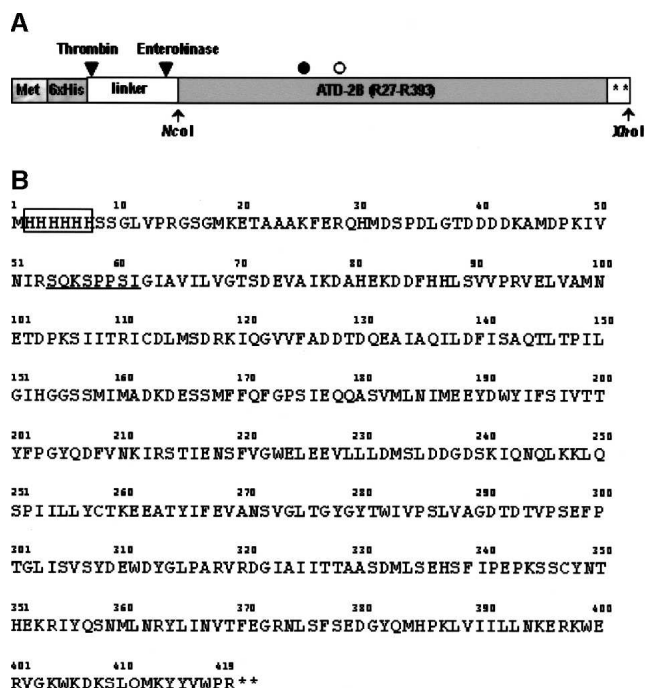 A
Thrombin Enterokinase
Met 6xHis linker ATD-2B (R27-R393) * *
NcoI XhoI
B
1 10 20 30 40 50
MHHHHHHSSGLVPRGSGMKETAAAKFERQHMDSPDLGTDDDDKAMDPKIV
51 60 70 80 90 100
NIRSQKSPPSIGIAVILVGTSDEVAIKDAHEKDDFHHLSVVPRVELVAMN
101 110 120 130 140 150
ETDPKSIITRICDLMSDRKIQGVVFADDTDQEAIAQILDFISAQTLTPIL
151 160 170 180 190 200
GIHGGSSMIMADKDESSMFFQFGPSIEQQASVMLNIMEEYDWYIFSIVTT
201 210 220 230 240 250
YFPGYQDFVNKIRSTIENSFVGWELEEVLLLDMSLDDGDSKIQNQLKKLQ
251 260 270 280 290 300
SPIILLYCTKEEATYIFEVANSVGLTGYGYTWIVPSLVAGDTDTVPSEFP
301 310 320 330 340 350
TGLISVSYDEWDYGLPARVRDGIAIITTAASDMLSEHSFIPEPKSSCYNT
351 360 370 380 390 400
HEKRIYQSNMLNRYLINVTFEGRNLSFSEDGYQMHPKLVIILLNKERKWE
401 410 419
RVGKWKDKSLQMKYYVWPR**